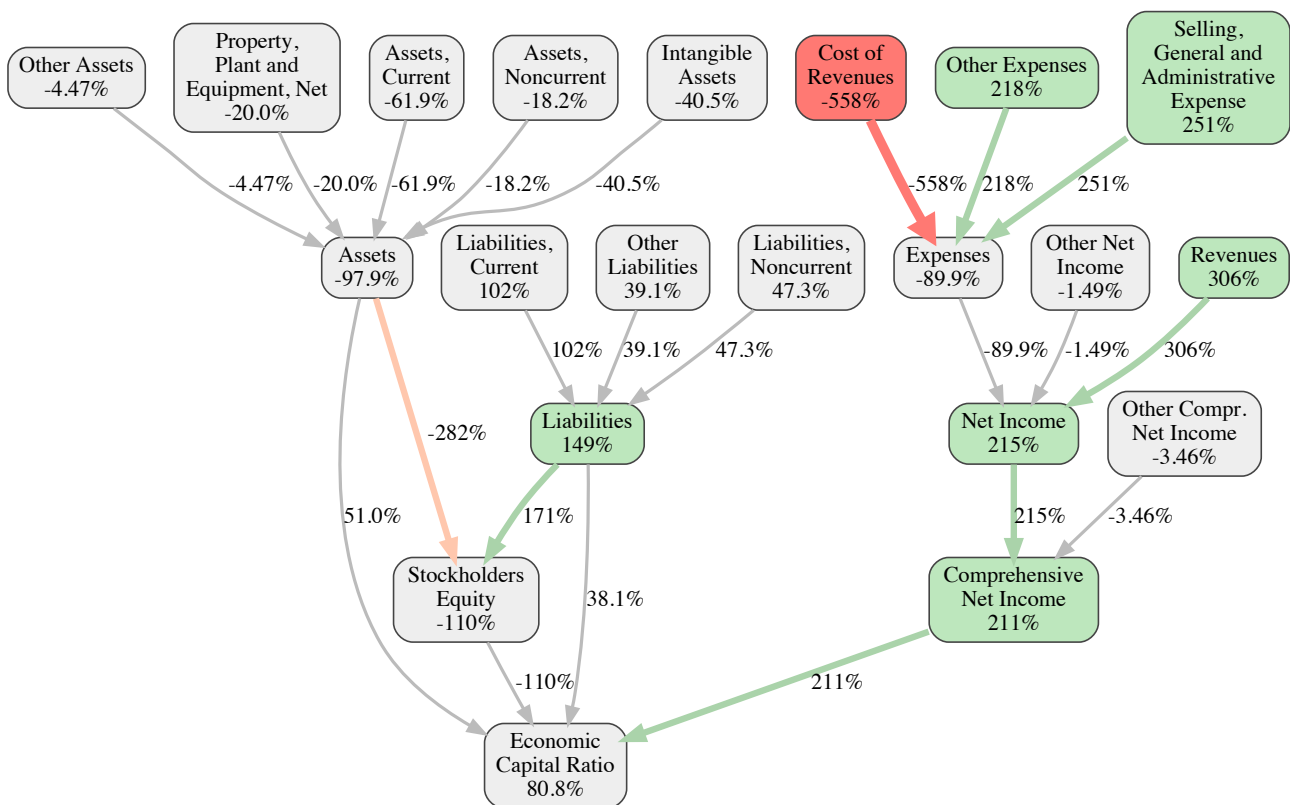 Other Assets
-4.47%
Property,
Plant and
Equipment, Net
-20.0%
Assets,
Current
-61.9%
Assets,
Noncurrent
-18.2%
Intangible
Assets
-40.5%
Cost of
Revenues
-558%
Other Expenses
218%
Selling,
General and
Administrative
Expense
251%
-4.47%
-20.0%
-61.9%
-18.2%
-40.5%
-558%
218%
251%
Assets
-97.9%
Liabilities,
Current
102%
Other
Liabilities
39.1%
Liabilities,
Noncurrent
47.3%
Expenses
-89.9%
Other Net
Income
-1.49%
Revenues
306%
102%
39.1%
47.3%
-89.9%
-1.49%
306%
-282%
Liabilities
149%
Net Income
215%
Other Compr.
Net Income
-3.46%
51.0%
171%
215%
-3.46%
Stockholders
Equity
-110%
38.1%
Comprehensive
Net Income
211%
-110%
211%
Economic
Capital Ratio
80.8%